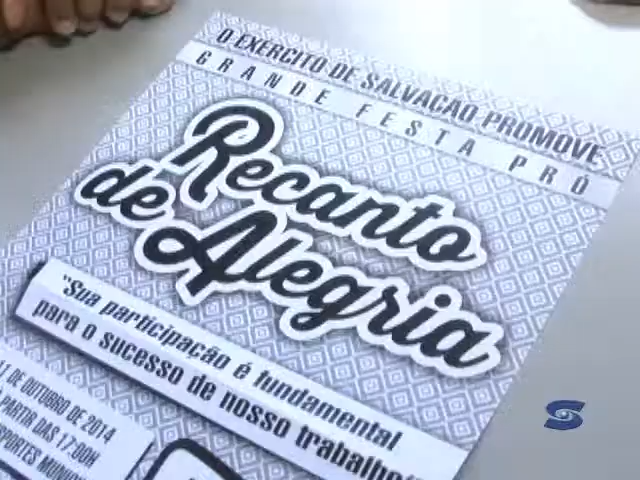 O EXÉRCITO DE SALVAÇÃO PROMOVE
GRANDE FESTA PRÓ
Recanto
de Alegria
"Sua participação é fundamental
para o sucesso de nosso trabalho"
11 DE OUTUBRO DE 2014
À PARTIR DAS 17:00H